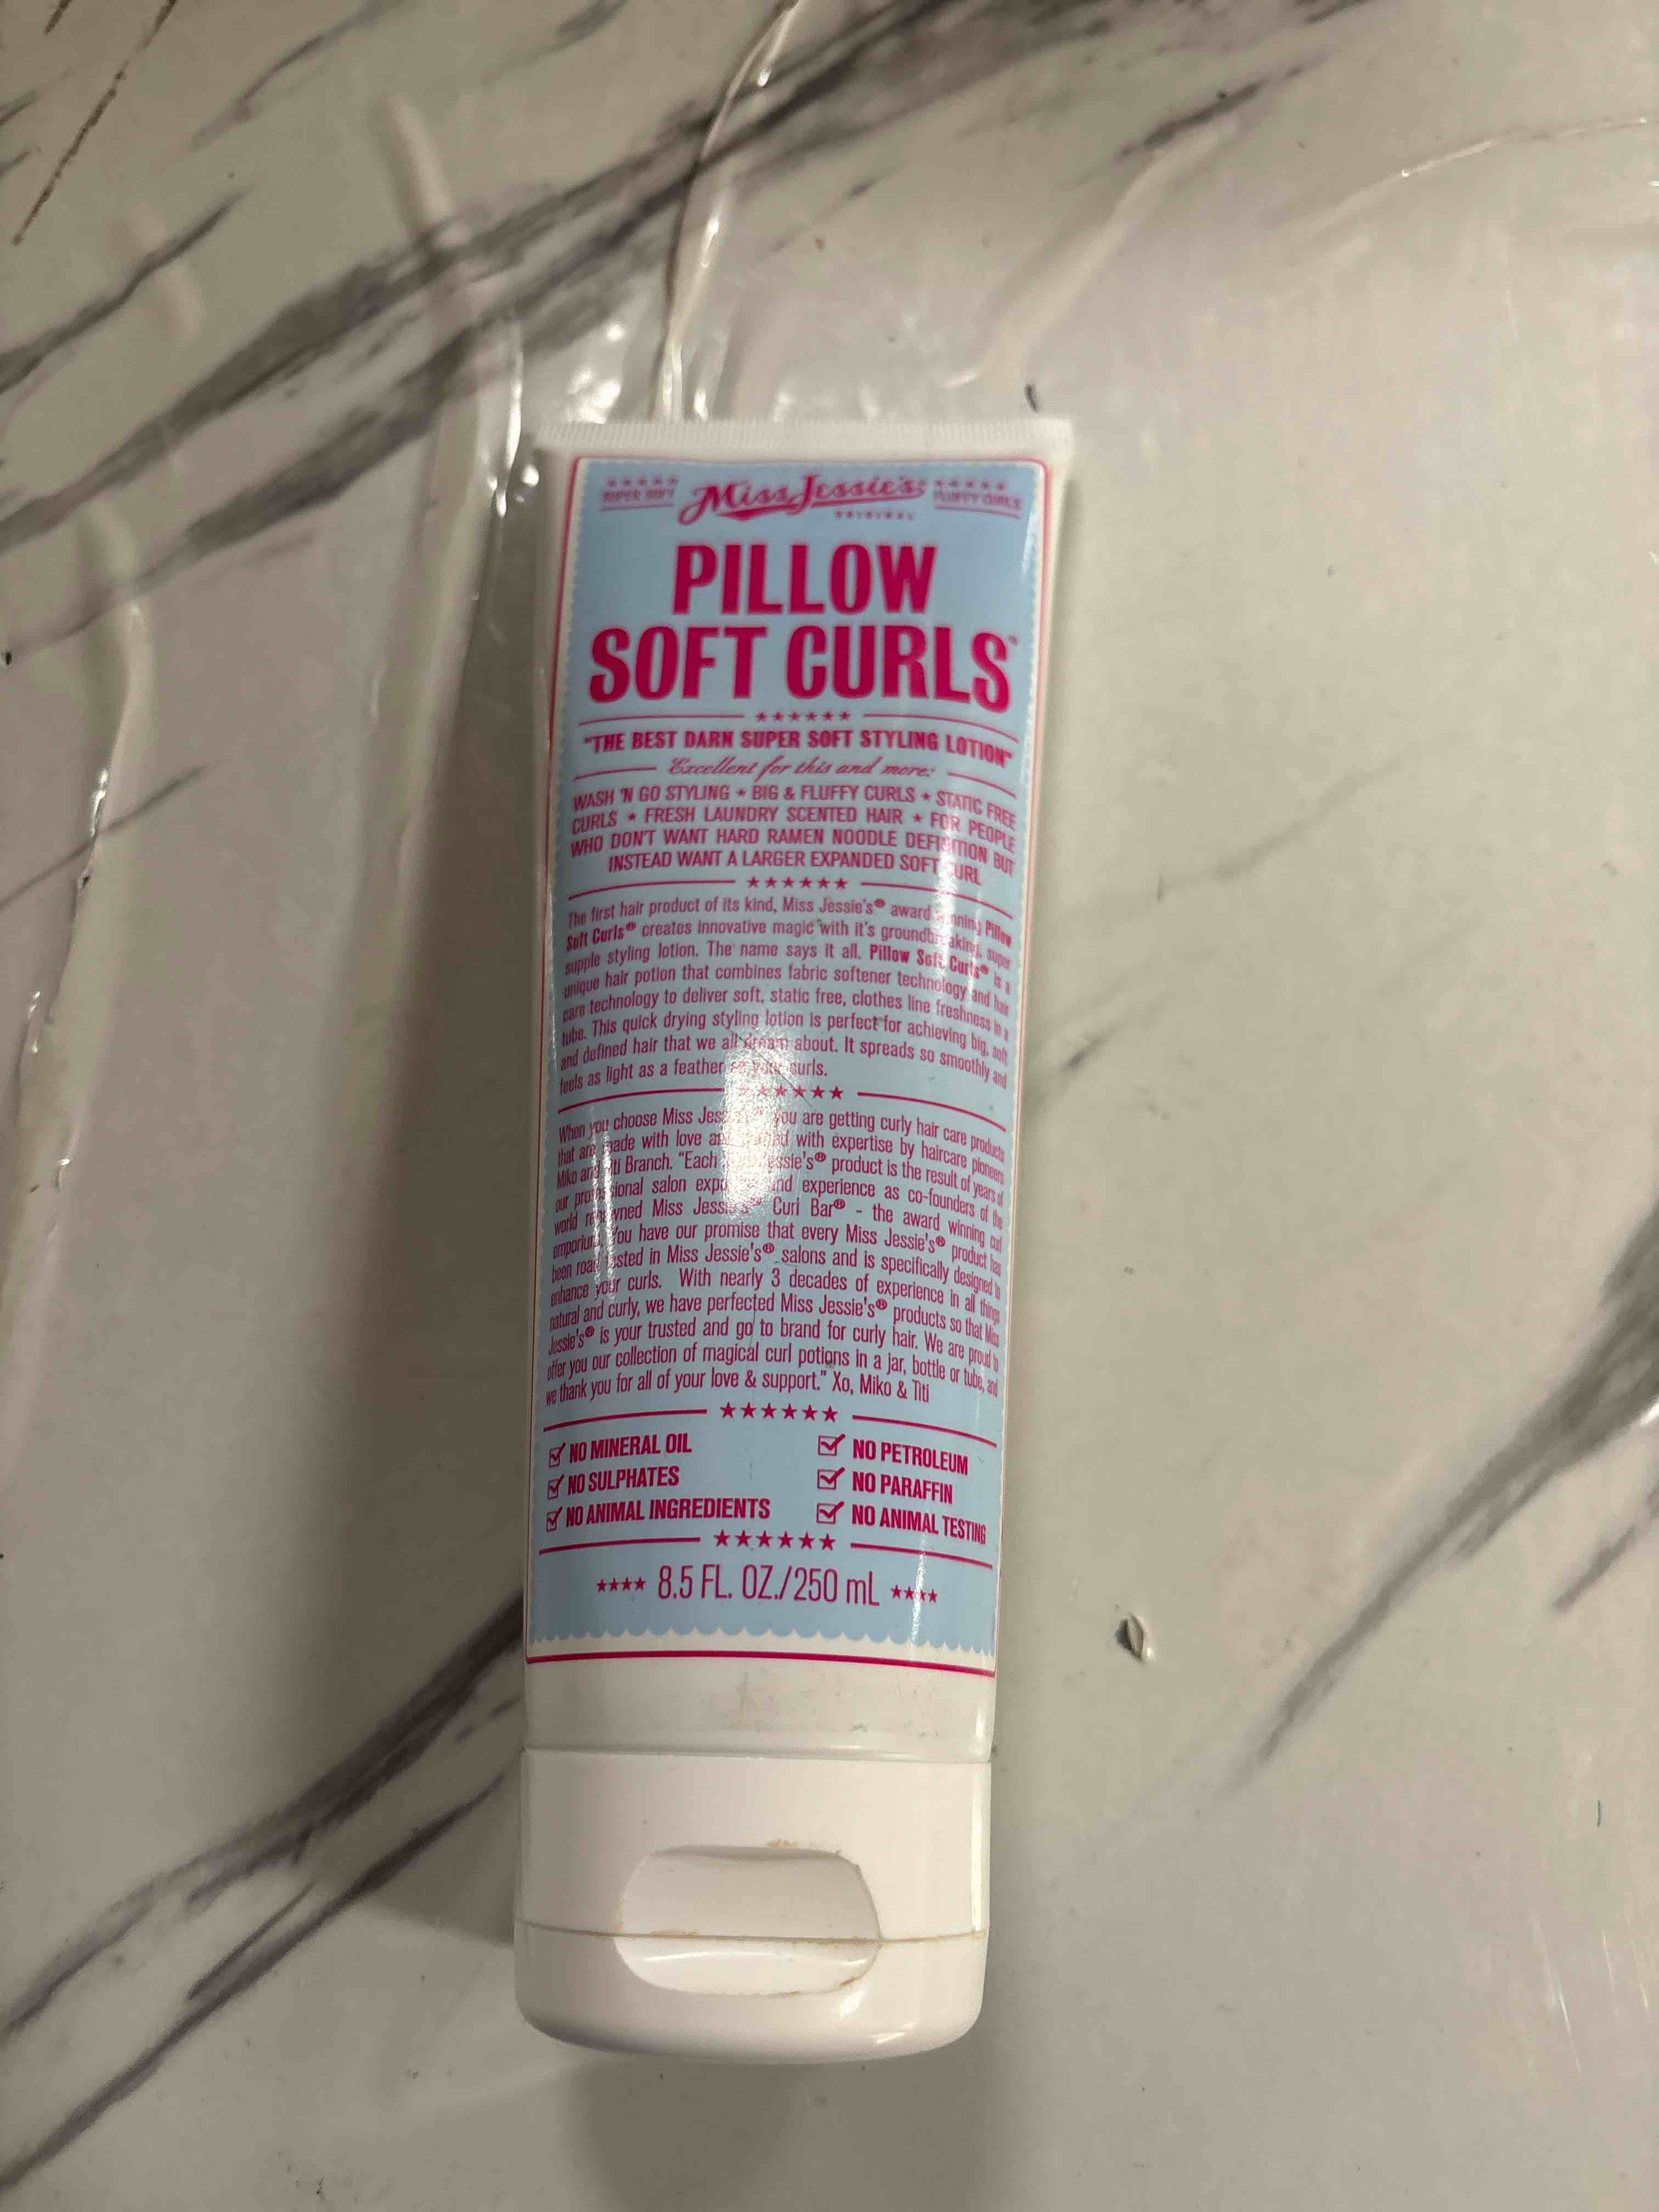 SUPER SOFT Miss Jessie's FLUFFY CURLS
ORIGINAL
PILLOW
SOFT CURLS™
"THE BEST DARN SUPER SOFT STYLING LOTION"
Excellent for this and more:
WASH 'N GO STYLING ★ BIG & FLUFFY CURLS ★ STATIC FREE
CURLS ★ FRESH LAUNDRY SCENTED HAIR ★ FOR PEOPLE
WHO DON'T WANT HARD RAMEN NOODLE DEFINITION BUT
INSTEAD WANT A LARGER EXPANDED SOFT CURL
The first hair product of its kind, Miss Jessie's® award winning Pillow
Soft Curls® creates innovative magic with it's groundbreaking, super
supple styling lotion. The name says it all. Pillow Soft Curls® is a
unique hair potion that combines fabric softener technology and hair
care technology to deliver soft, static free, clothes line freshness in a
tube. This quick drying styling lotion is perfect for achieving big, soft
and defined hair that we all dream about. It spreads so smoothly and
feels as light as a feather on your curls.
When you choose Miss Jessie's® you are getting curly hair care products
that are made with love and with expertise by haircare pioneers
Miko and Titi Branch. "Each Miss Jessie's® product is the result of years of
our professional salon exposure and experience as co-founders of the
world renowned Miss Jessie's® Curl Bar® - the award winning curl
emporium. You have our promise that every Miss Jessie's® product has
been road tested in Miss Jessie's® salons and is specifically designed to
enhance your curls. With nearly 3 decades of experience in all things
natural and curly, we have perfected Miss Jessie's® products so that Miss
Jessie's® is your trusted and go to brand for curly hair. We are proud to
offer you our collection of magical curl potions in a jar, bottle or tube, and
we thank you for all of your love & support." Xo, Miko & Titi
NO MINERAL OIL NO PETROLEUM
NO SULPHATES NO PARAFFIN
NO ANIMAL INGREDIENTS NO ANIMAL TESTING
8.5 FL. OZ./250 mL